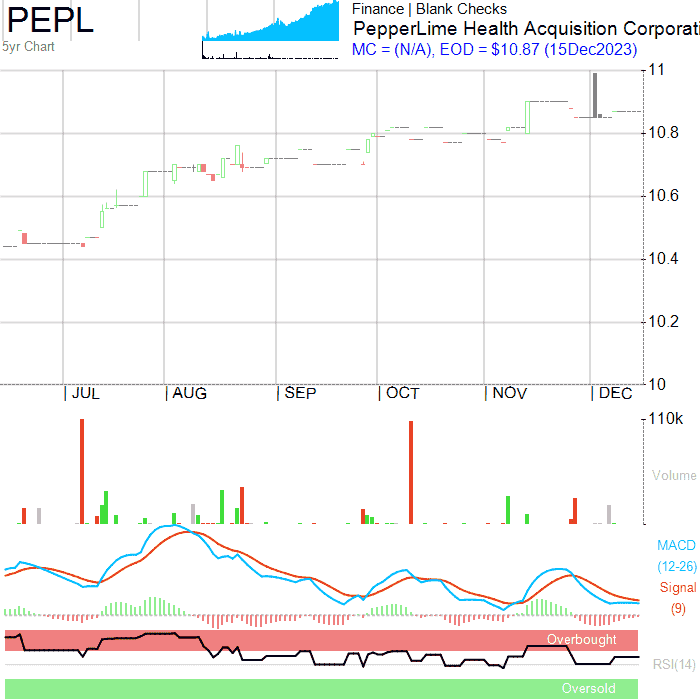 PEPL
5yr Chart
Finance | Blank Checks
PepperLime Health Acquisition Corporati
MC = (N/A), EOD = $10.87 (15Dec2023)
11
10.8
10.6
10.4
10.2
10
| JUL | AUG | SEP | OCT | NOV | DEC
110k
Volume
MACD
(12-26)
Signal
(9)
Overbought
RSI(14)
Oversold